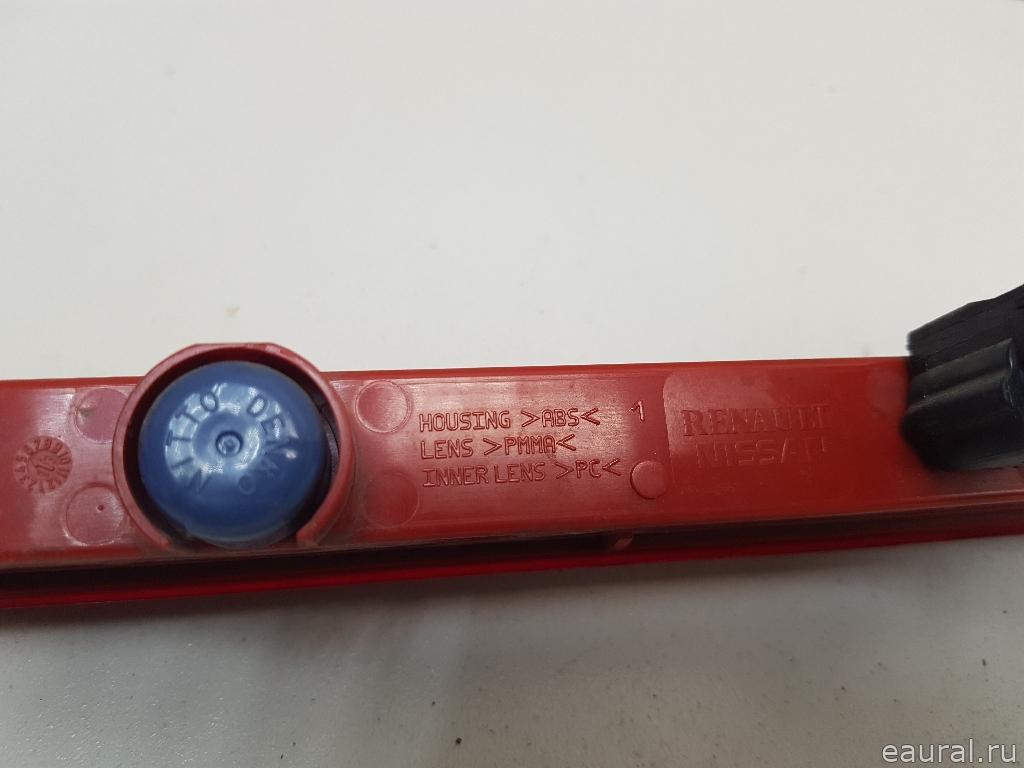 NITTO DENKO
HOUSING >ABS< 1
LENS >PMMA<
INNER LENS >PC<
RENAULT
NISSAN
eaural.ru